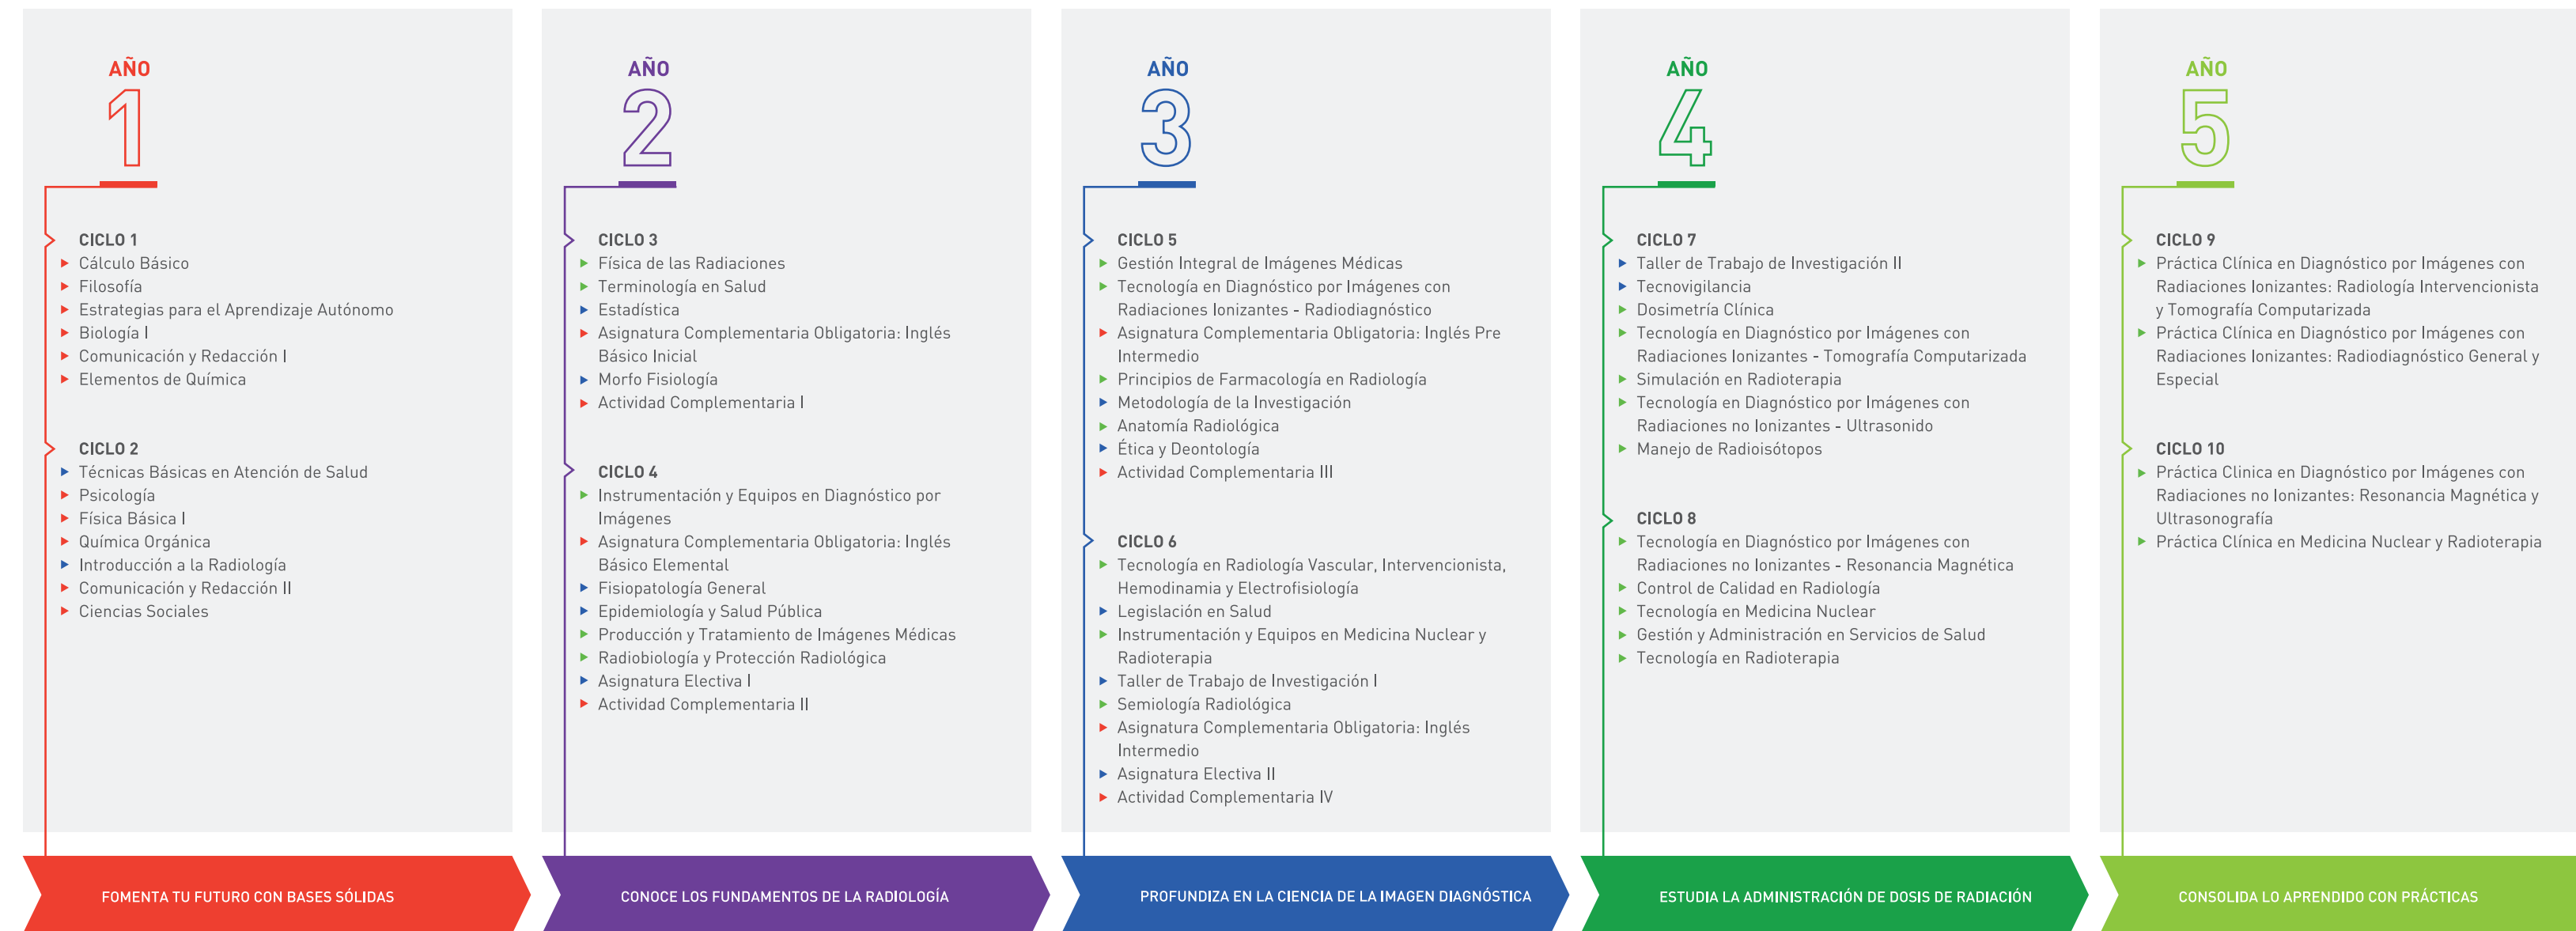 AÑO
1
CICLO 1
Cálculo Básico
Filosofía
Estrategias para el Aprendizaje Autónomo
Biología I
Comunicación y Redacción I
Elementos de Química
CICLO 2
Técnicas Básicas en Atención de Salud
Psicología
Física Básica I
Química Orgánica
Introducción a la Radiología
Comunicación y Redacción II
Ciencias Sociales
FOMENTA TU FUTURO CON BASES SÓLIDAS
AÑO
2
CICLO 3
Física de las Radiaciones
Terminología en Salud
Estadística
Asignatura Complementaria Obligatoria: Inglés
Básico Inicial
Morfo Fisiología
Actividad Complementaria I
CICLO 4
Instrumentación y Equipos en Diagnóstico por
Imágenes
Asignatura Complementaria Obligatoria: Inglés
Básico Elemental
Fisiopatología General
Epidemiología y Salud Pública
Producción y Tratamiento de Imágenes Médicas
Radiobiología y Protección Radiológica
Asignatura Electiva I
Actividad Complementaria II
CONOCE LOS FUNDAMENTOS DE LA RADIOLOGÍA
AÑO
3
CICLO 5
Gestión Integral de Imágenes Médicas
Tecnología en Diagnóstico por Imágenes con
Radiaciones Ionizantes - Radiodiagnóstico
Asignatura Complementaria Obligatoria: Inglés Pre
Intermedio
Principios de Farmacología en Radiología
Metodología de la Investigación
Anatomía Radiológica
Ética y Deontología
Actividad Complementaria III
CICLO 6
Tecnología en Radiología Vascular, Intervencionista,
Hemodinamia y Electrofisiología
Legislación en Salud
Instrumentación y Equipos en Medicina Nuclear y
Radioterapia
Taller de Trabajo de Investigación I
Semiología Radiológica
Asignatura Complementaria Obligatoria: Inglés
Intermedio
Asignatura Electiva II
Actividad Complementaria IV
PROFUNDIZA EN LA CIENCIA DE LA IMAGEN DIAGNÓSTICA
AÑO
4
CICLO 7
Taller de Trabajo de Investigación II
Tecnovigilancia
Dosimetría Clínica
Tecnología en Diagnóstico por Imágenes con
Radiaciones Ionizantes - Tomografía Computarizada
Simulación en Radioterapia
Tecnología en Diagnóstico por Imágenes con
Radiaciones no Ionizantes - Ultrasonido
Manejo de Radioisótopos
CICLO 8
Tecnología en Diagnóstico por Imágenes con
Radiaciones no Ionizantes - Resonancia Magnética
Control de Calidad en Radiología
Tecnología en Medicina Nuclear
Gestión y Administración en Servicios de Salud
Tecnología en Radioterapia
ESTUDIA LA ADMINISTRACIÓN DE DOSIS DE RADIACIÓN
AÑO
5
CICLO 9
Práctica Clínica en Diagnóstico por Imágenes con
Radiaciones Ionizantes: Radiología Intervencionista
y Tomografía Computarizada
Práctica Clínica en Diagnóstico por Imágenes con
Radiaciones Ionizantes: Radiodiagnóstico General y
Especial
CICLO 10
Práctica Clinica en Diagnóstico por Imágenes con
Radiaciones no Ionizantes: Resonancia Magnética y
Ultrasonografía
Práctica Clínica en Medicina Nuclear y Radioterapia
CONSOLIDA LO APRENDIDO CON PRÁCTICAS